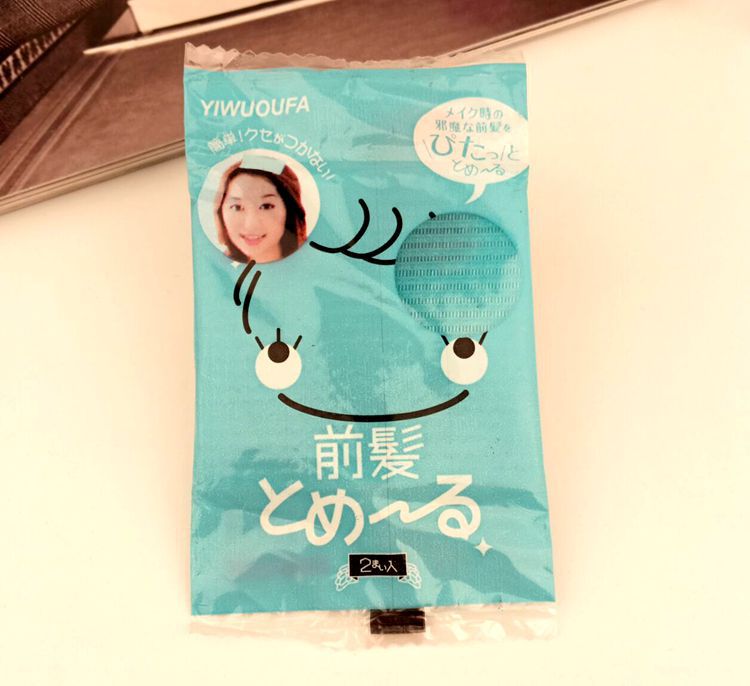 YIWUOUFA
簡単!クセがつかない!
メイク時の
邪魔な前髪を
ぴたっ!と
とめ〜る
前髪
とめ〜る
2まい入